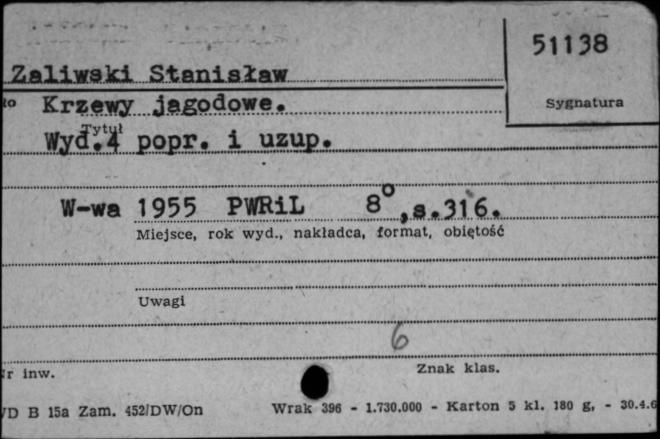 51138
Zaliwski Stanisław
Sygnatura
Krzewy jagodowe.
Tytuł
Wyd.4 popr. i uzup.
W-wa 1955 PWRiL 8°,s.316.
Miejsce, rok wyd., nakładca, format, obiętość
Uwagi
6
Nr inw. Znak klas.
/D B 15a Zam. 452/DW/On Wrak 396 - 1.730.000 - Karton 5 kl. 180 g, - 30.4.6